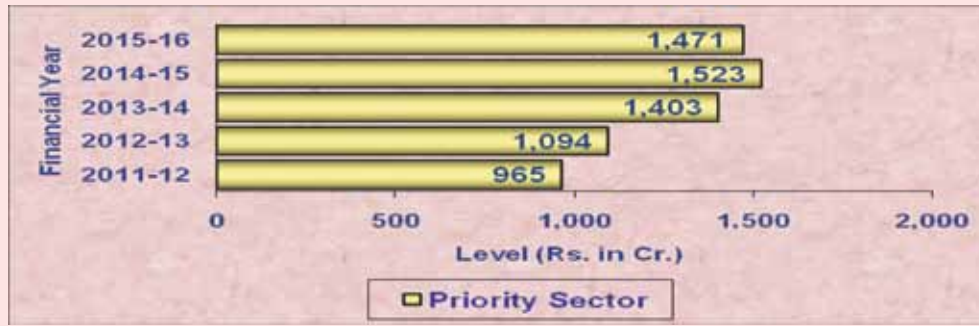 Financial Year
2015-16 1,471
2014-15 1,523
2013-14 1,403
2012-13 1,094
2011-12 965
0 500 1,000 1.500 2,000
Level (Rs. in Cr.)
Priority Sector